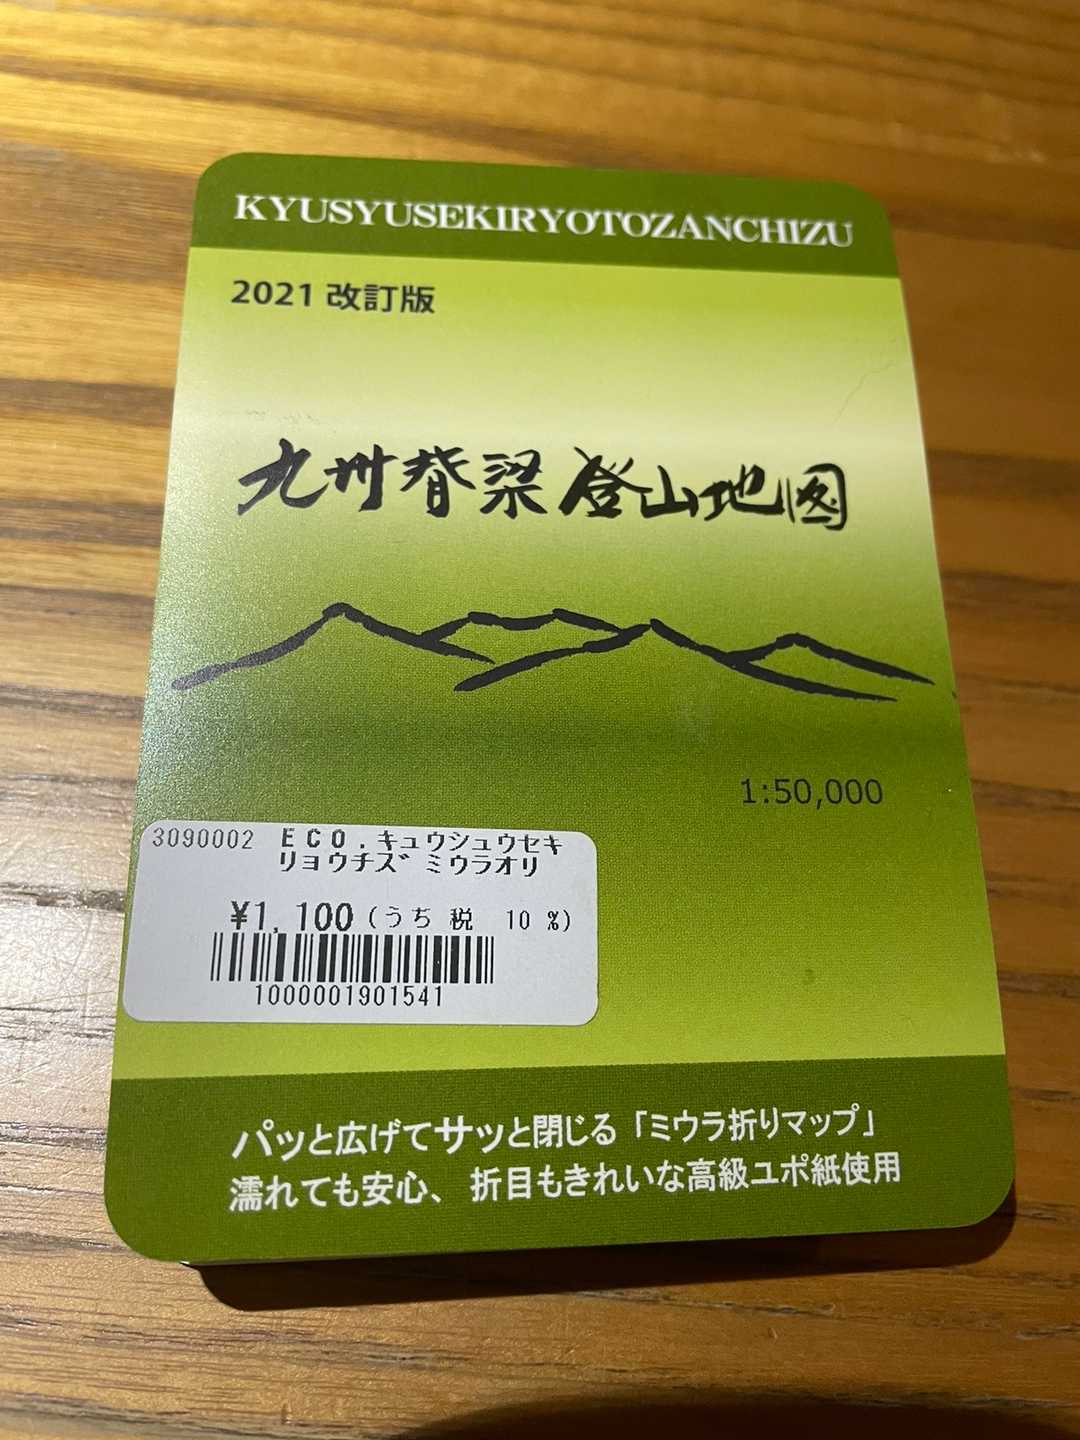 KYUSYUSEKIRYOTOZANCHIZU
2021 改訂版
九州脊梁登山地図
1:50,000
3090002 ECO.キュウシュウセキ
リョウチズ ミウラオリ
¥1,100(うち 税 10 %)
1000001901541
パッと広げてサッと閉じる「ミウラ折りマップ」
濡れても安心、折目もきれいな高級ユポ紙使用